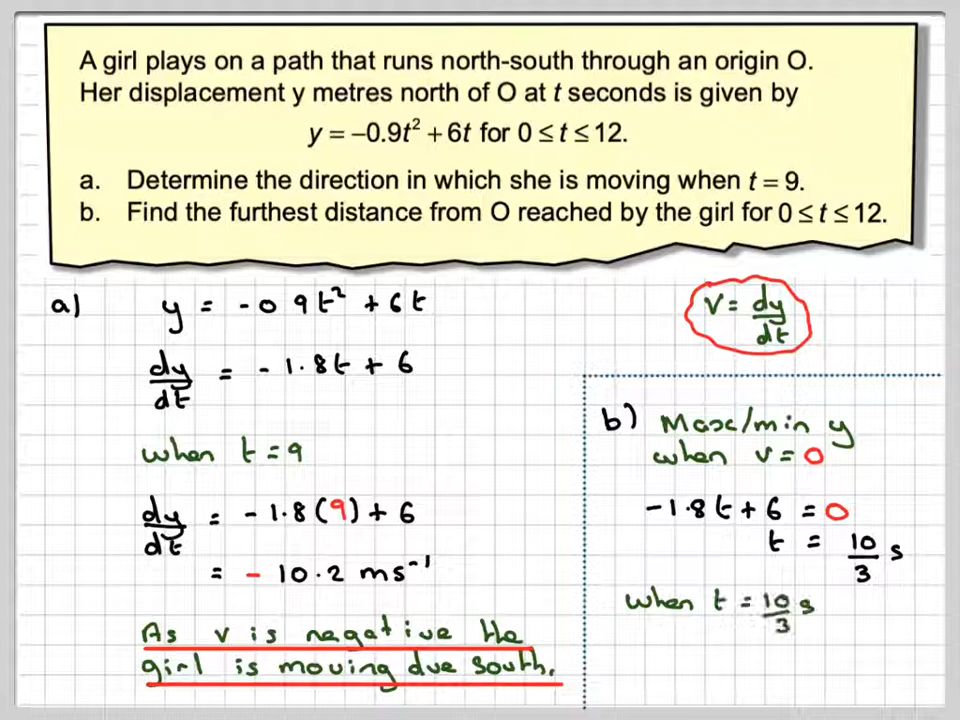 A girl plays on a path that runs north-south through an origin O.
Her displacement y metres north of O at t seconds is given by
y = −0.9t² + 6t for 0 ≤ t ≤ 12.
a. Determine the direction in which she is moving when t = 9.
b. Find the furthest distance from O reached by the girl for 0 ≤ t ≤ 12.
a) y = -0 9t² + 6t
dy/dt = -1.8t + 6
when t = 9
dy/dt = -1.8(9) + 6
= - 10.2 ms⁻¹
As v is negative the
girl is moving due south.
v = dy/dt
b) Max/min y
when v = 0
-1.8t + 6 = 0
t = 10/3 s
when t = 10/3 s